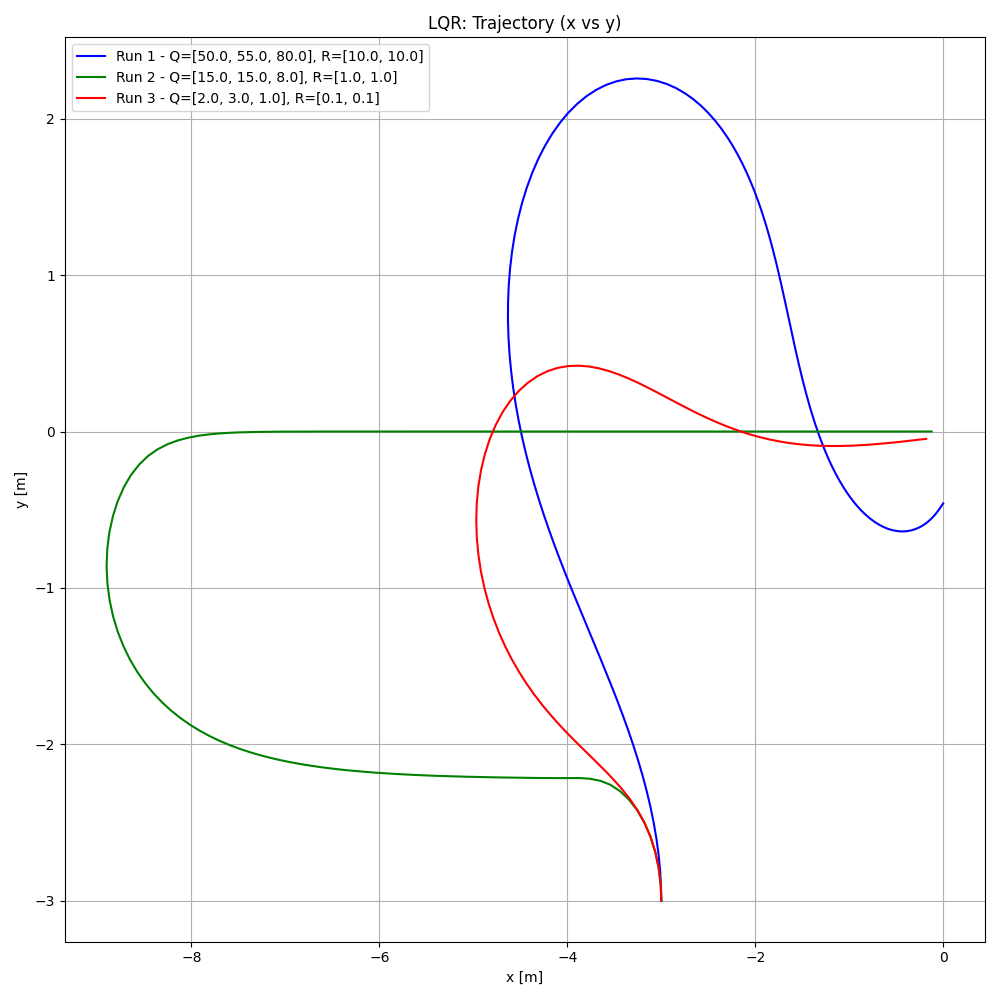 LQR: Trajectory (x vs y)
Run 1 - Q=[50.0, 55.0, 80.0], R=[10.0, 10.0]
Run 2 - Q=[15.0, 15.0, 8.0], R=[1.0, 1.0]
Run 3 - Q=[2.0, 3.0, 1.0], R=[0.1, 0.1]
2
1
0
−1
−2
−3
y [m]
−8 −6 −4 −2 0
x [m]